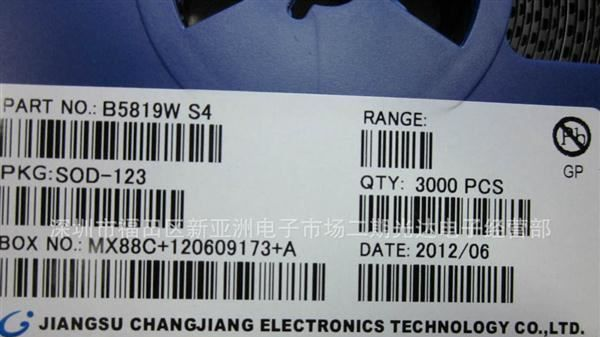 PART NO.: B5819W S4
RANGE:
Pb
GP
PKG:SOD-123
QTY: 3000 PCS
深圳市福田区新亚洲电子市场二期光达电子经营部
BOX NO.: MX88C+120609173+A
DATE: 2012/06
JIANGSU CHANGJIANG ELECTRONICS TECHNOLOGY CO.,LTD.